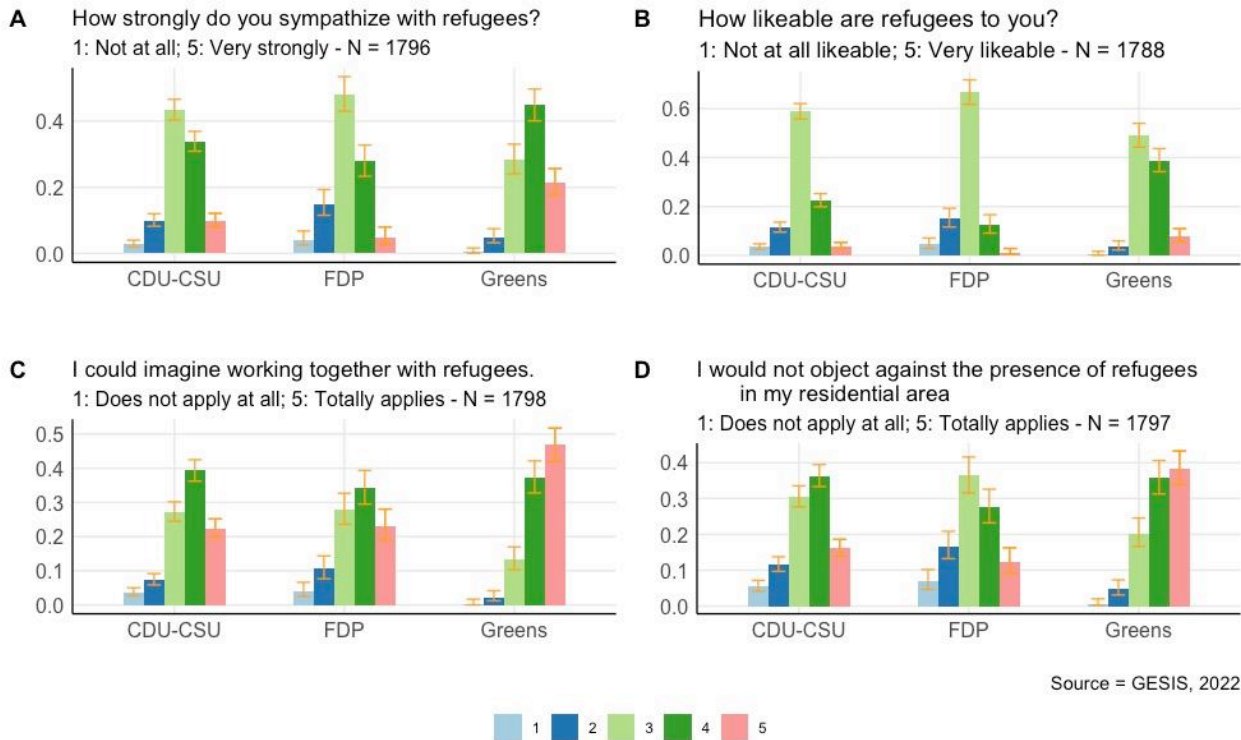 A How strongly do you sympathize with refugees?
1: Not at all; 5: Very strongly - N = 1796
0.4
0.2
0.0
CDU-CSU FDP Greens
B How likeable are refugees to you?
1: Not at all likeable; 5: Very likeable - N = 1788
0.6
0.4
0.2
0.0
CDU-CSU FDP Greens
C I could imagine working together with refugees.
1: Does not apply at all; 5: Totally applies - N = 1798
0.5
0.4
0.3
0.2
0.1
0.0
CDU-CSU FDP Greens
D I would not object against the presence of refugees
in my residential area
1: Does not apply at all; 5: Totally applies - N = 1797
0.4
0.3
0.2
0.1
0.0
CDU-CSU FDP Greens
Source = GESIS, 2022
1 2 3 4 5